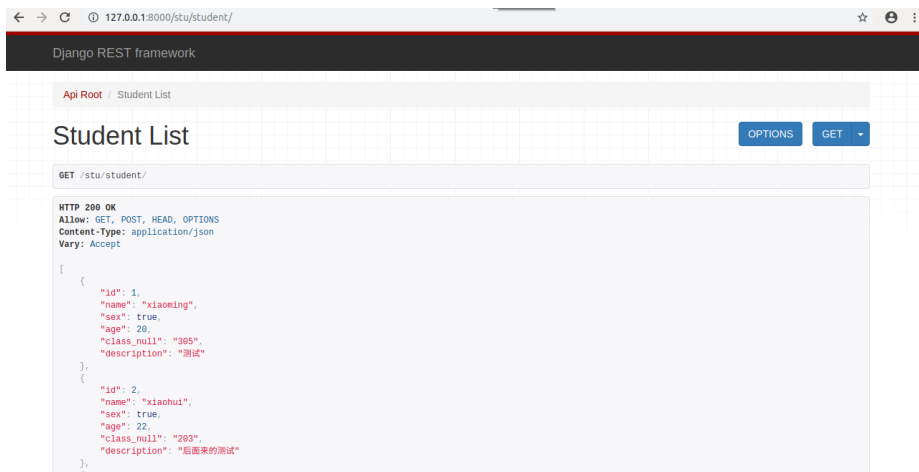 127.0.0.1:8000/stu/student/
Django REST framework
Api Root / Student List
Student List
OPTIONS
GET
GET /stu/student/
HTTP 200 OK
Allow: GET, POST, HEAD, OPTIONS
Content-Type: application/json
Vary: Accept
[
{
"id": 1,
"name": "xiaoming",
"sex": true,
"age": 20,
"class_null": "305",
"description": "测试"
},
{
"id": 2,
"name": "xiaohui",
"sex": true,
"age": 22,
"class_null": "203",
"description": "后面来的测试"
},